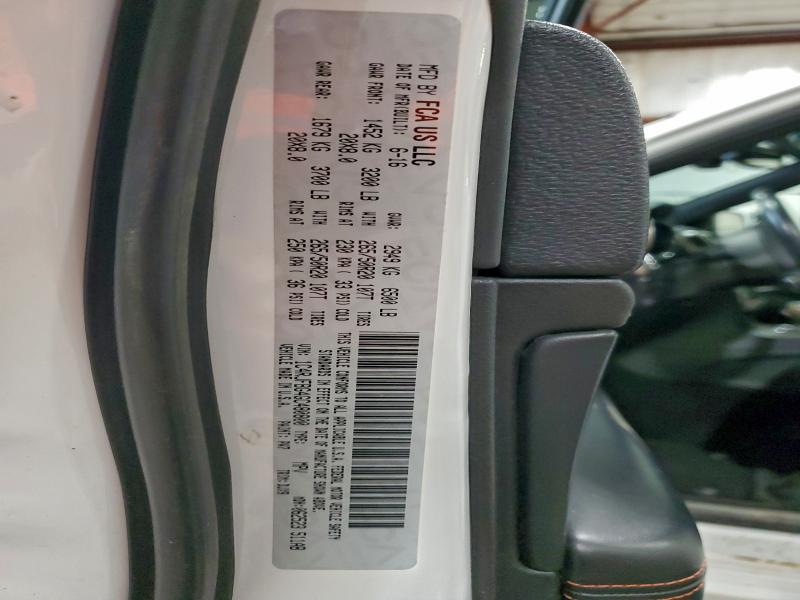 MFD BY FCA US LLC
DATE OF MFR(BUILT): 6-16 GVWR: 2949 KG 6500 LB
GAWR FRONT: 1452 KG 3200 LB WITH 265/50R20 107T TIRES
20X8.0 RIMS AT 230 KPA ( 33 PSI) COLD
GAWR REAR: 1679 KG 3700 LB WITH 265/50R20 107T TIRES
20X8.0 RIMS AT 250 KPA ( 36 PSI) COLD
THIS VEHICLE CONFORMS TO ALL APPLICABLE U.S.A. FEDERAL MOTOR VEHICLE SAFETY
STANDARDS IN EFFECT ON THE DATE OF MANUFACTURE SHOWN ABOVE.
VIN: TYPE: MPV
VEHICLE MADE IN U.S.A. PAINT: PW7